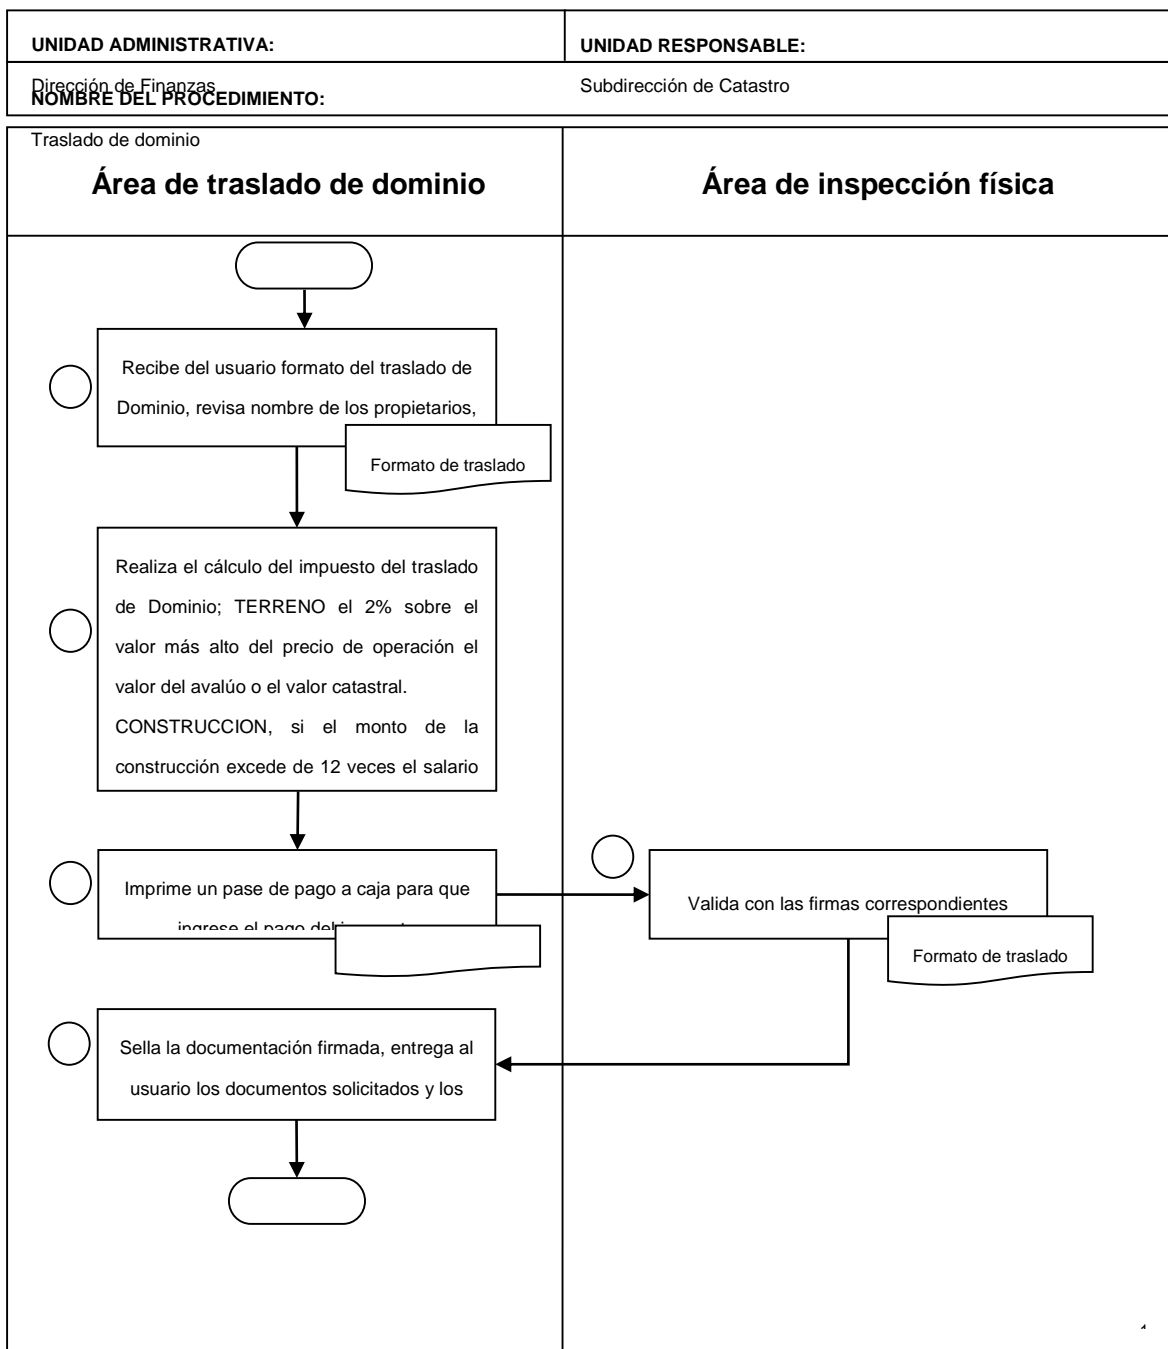 UNIDAD ADMINISTRATIVA:
UNIDAD RESPONSABLE:
Dirección de Finanzas
Subdirección de Catastro
NOMBRE DEL PROCEDIMIENTO:
Traslado de dominio
Área de traslado de dominio
Área de inspección física
Recibe del usuario formato del traslado de
Dominio, revisa nombre de los propietarios,
Formato de traslado
Realiza el cálculo del impuesto del traslado
de Dominio; TERRENO el 2% sobre el
valor más alto del precio de operación el
valor del avalúo o el valor catastral.
CONSTRUCCION, si el monto de la
construcción excede de 12 veces el salario
Imprime un pase de pago a caja para que
ingrese el pago del
Valida con las firmas correspondientes
Formato de traslado
Sella la documentación firmada, entrega al
usuario los documentos solicitados y los